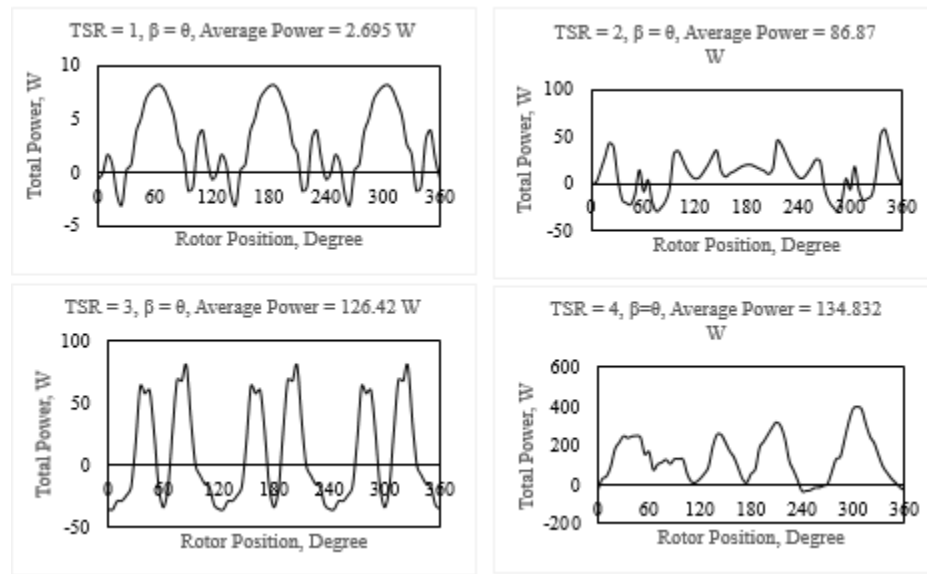 TSR = 1, β = θ, Average Power = 2.695 W
10
5
0
-5
0 60 120 180 240 300 360
Total Power, W
Rotor Position, Degree
TSR = 2, β = θ, Average Power = 86.87
W
100
50
0
-50
0 60 120 180 240 300 360
Total Power, W
Rotor Position, Degree
TSR = 3, β = θ, Average Power = 126.42 W
100
50
0
-50
0 60 120 180 240 300 360
Total Power, W
Rotor Position, Degree
TSR = 4, β=θ, Average Power = 134.832
W
600
400
200
0
-200
0 60 120 180 240 300 360
Total Power, W
Rotor Position, Degree